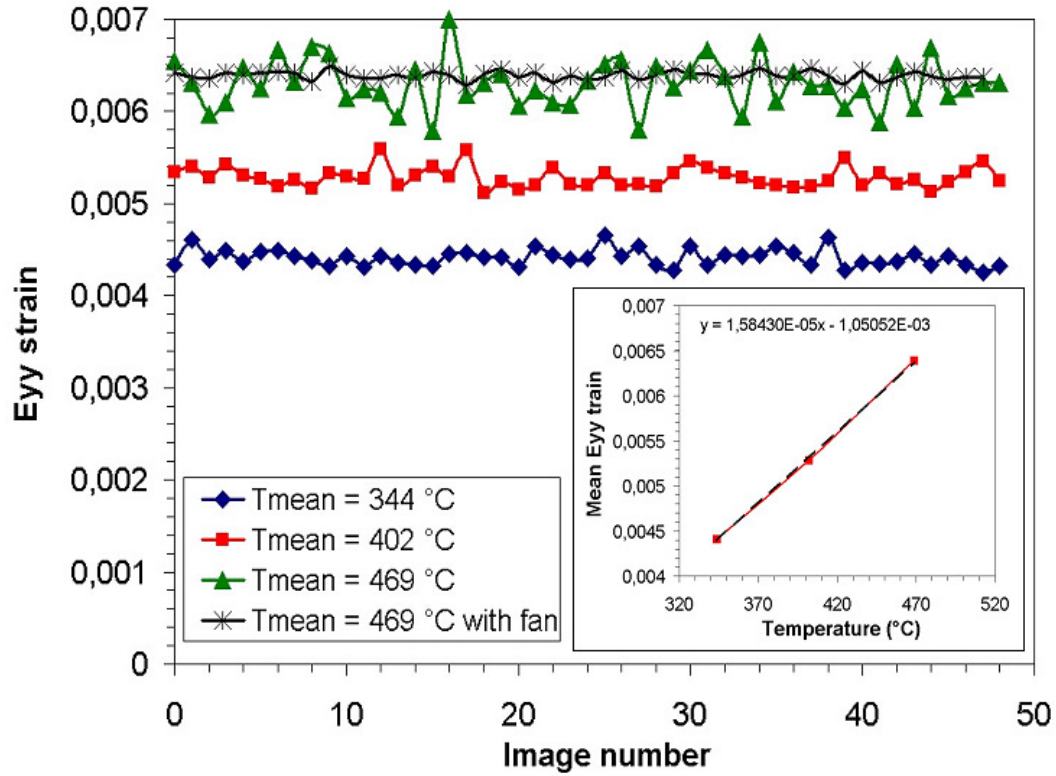 0,007
0,006
0,005
0,004
0,003
0,002
0,001
0
Eyy strain
Tmean = 344 °C
Tmean = 402 °C
Tmean = 469 °C
Tmean = 469 °C with fan
0,007
0,0065
0,006
0,0055
0,005
0,0045
0,004
Mean Eyy train
y = 1,58430E-05x - 1,05052E-03
320 370 420 470 520
Temperature (°C)
0 10 20 30 40 50
Image number